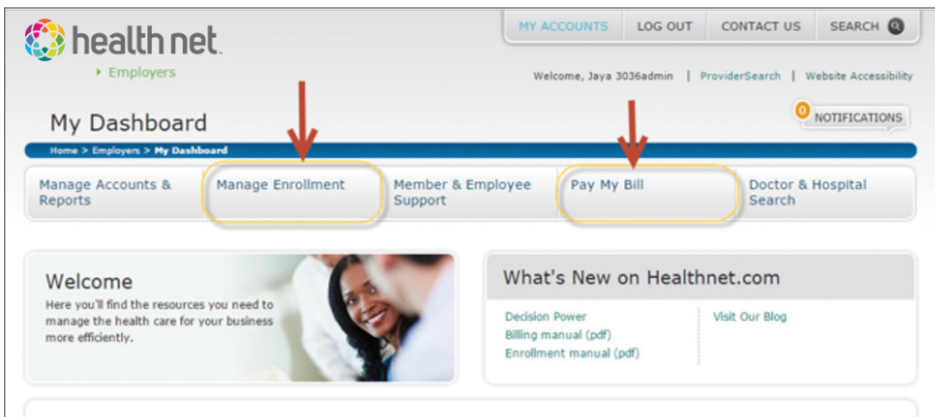 MY ACCOUNTS LOG OUT CONTACT US SEARCH
health net.
Employers
Welcome, Jaya 3036admin | ProviderSearch | Website Accessibility
My Dashboard
0
NOTIFICATIONS
Home > Employers > My Dashboard
Manage Accounts &
Reports
Manage Enrollment
Member & Employee
Support
Pay My Bill
Doctor & Hospital
Search
Welcome
Here you'll find the resources you need to
manage the health care for your business
more efficiently.
What's New on Healthnet.com
Decision Power
Billing manual (pdf)
Enrollment manual (pdf)
Visit Our Blog